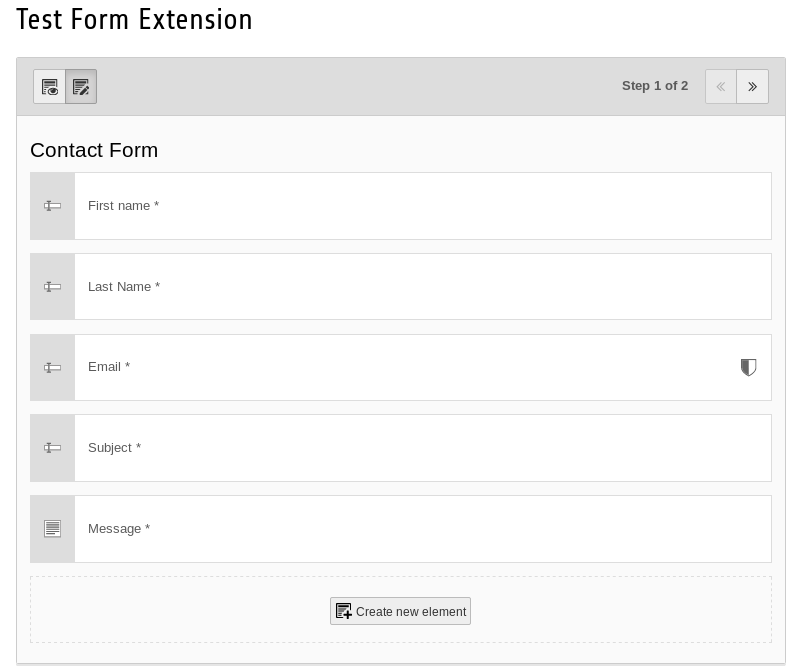 Test Form Extension
Step 1 of 2
Contact Form
First name *
Last Name *
Email *
Subject *
Message *
Create new element